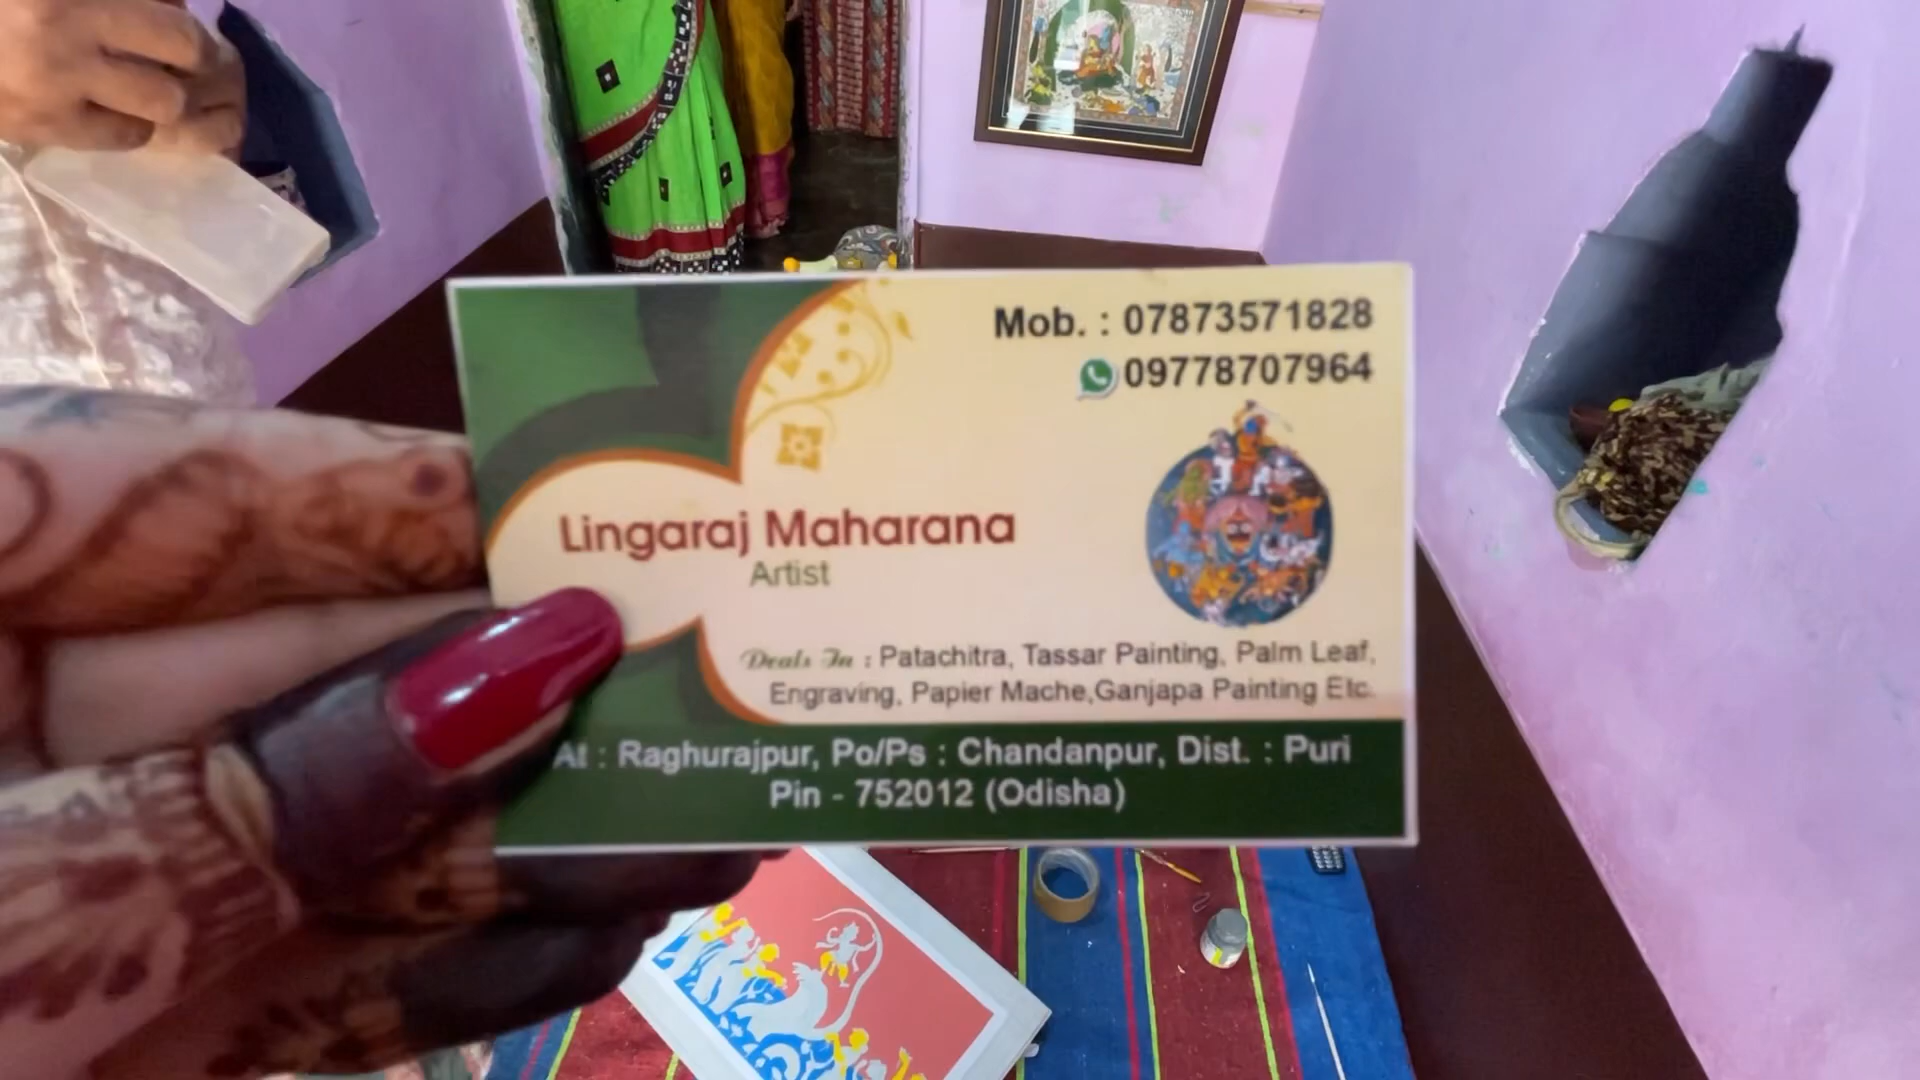 Mob. : 07873571828
09778707964
Lingaraj Maharana
Artist
Deals In : Patachitra, Tassar Painting, Palm Leaf,
Engraving, Papier Mache,Ganjapa Painting Etc.
At : Raghurajpur, Po/Ps : Chandanpur, Dist. : Puri
Pin - 752012 (Odisha)